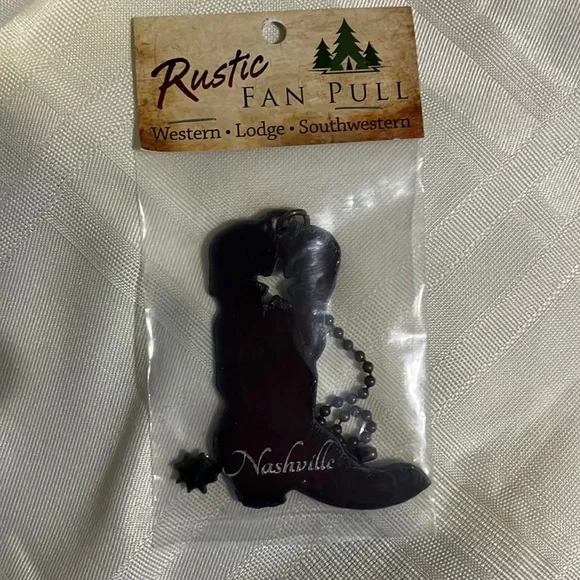 Rustic
FAN PULL
Western • Lodge • Southwestern
Nashville